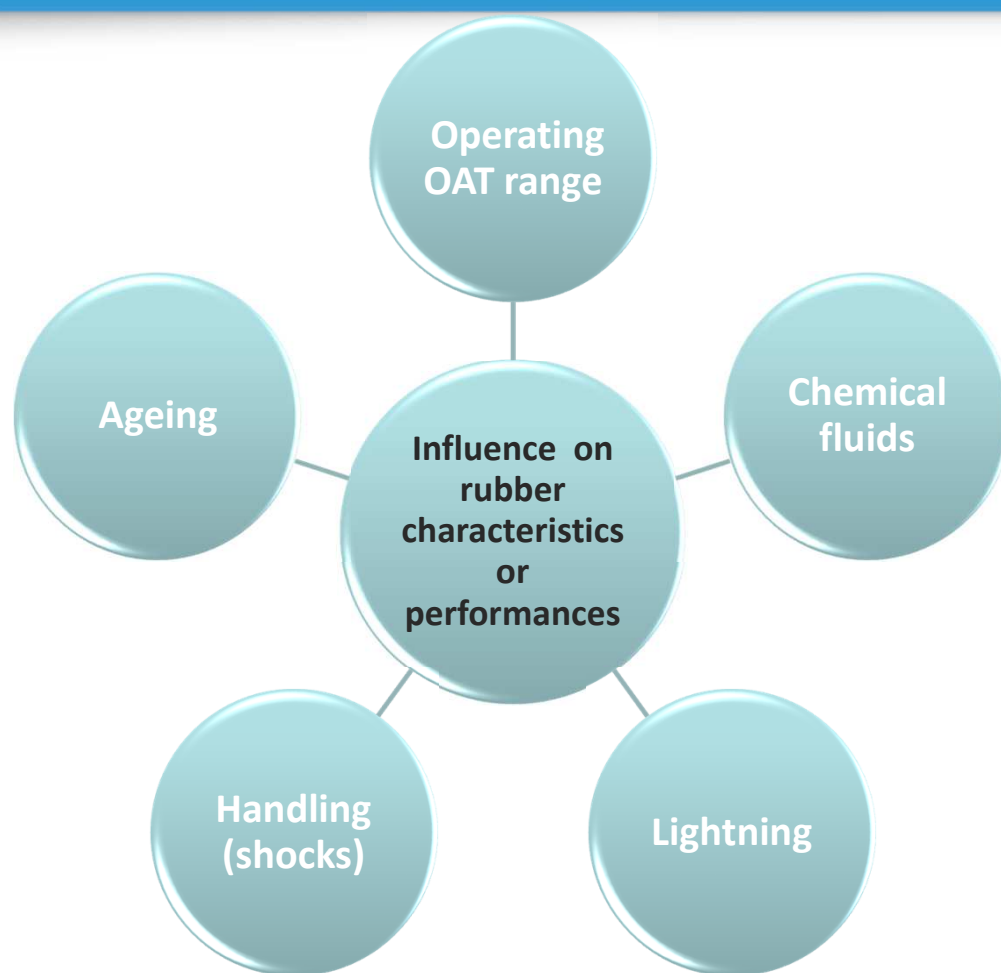 Operating
OAT range
Chemical
fluids
Ageing
Influence on
rubber
characteristics
or
performances
Handling
(shocks)
Lightning